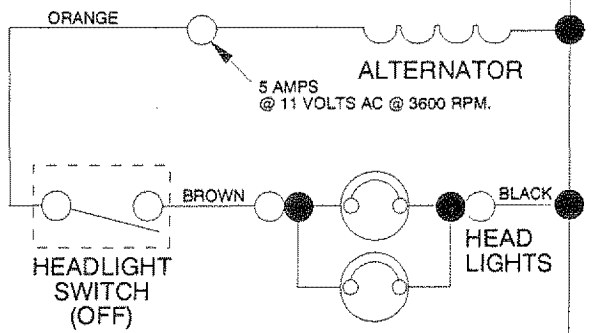 ORANGE
ALTERNATOR
5 AMPS
@ 11 VOLTS AC @ 3600 RPM.
BROWN
BLACK
HEAD
LIGHTS
HEADLIGHT
SWITCH
(OFF)